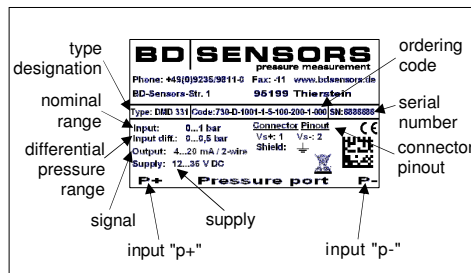 type
designation
nominal
range
differential
pressure
range
signal
supply
input "p+"
input "p-"
ordering
code
serial
number
connector
pinout
BD SENSORS
pressure measurement
Phone: +49(0)9235/9811-0 Fax: -11 www.bdsensors.de
BD-Sensors-Str. 1 95199 Thierstein
Type: DMD 331 Code:730-D-1001-1-5-100-200-1-000 SN:6886886
Input: 0...1 bar
Input diff.: 0...0,5 bar
Output: 4...20 mA / 2-wire
Supply: 12...36 V DC
Connector Pinout
Vs+: 1 Vs-: 2
Shield:
CE
P+ Pressure port P-